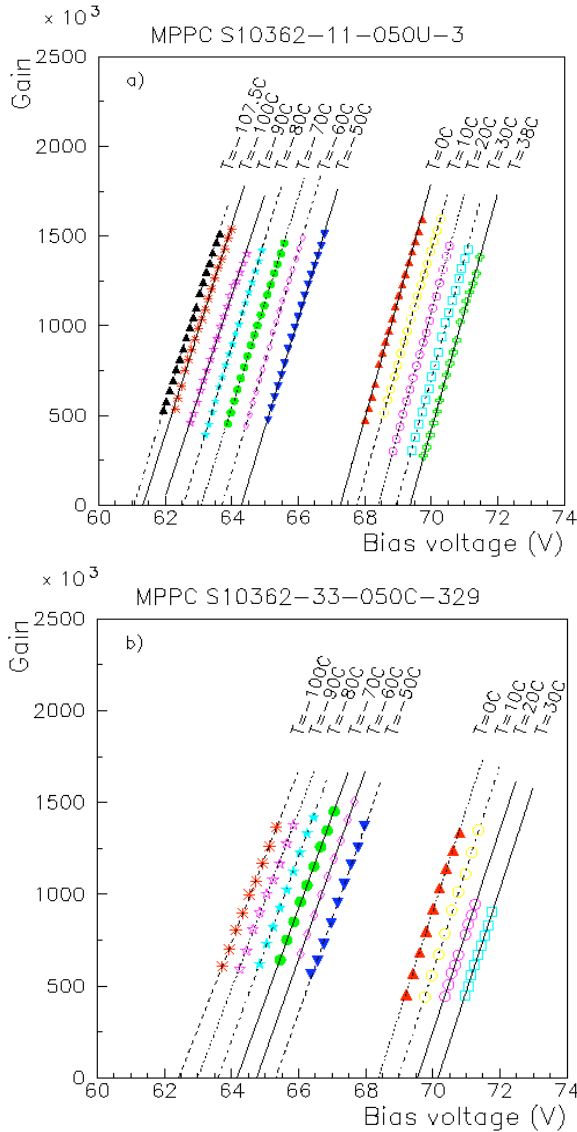 × 10³
MPPC S10362-11-050U-3
Gain
a)
T=-107.5C
T=-100C
T=-90C
T=-80C
T=-70C
T=-60C
T=-50C
T=0C
T=10C
T=20C
T=30C
T=38C
2500
2000
1500
1000
500
0
60 62 64 66 68 70 72 74
Bias voltage (V)
× 10³
MPPC S10362-33-050C-329
Gain
b)
T=-100C
T=-90C
T=-80C
T=-70C
T=-60C
T=-50C
T=0C
T=10C
T=20C
T=30C
2500
2000
1500
1000
500
0
60 62 64 66 68 70 72 74
Bias voltage (V)